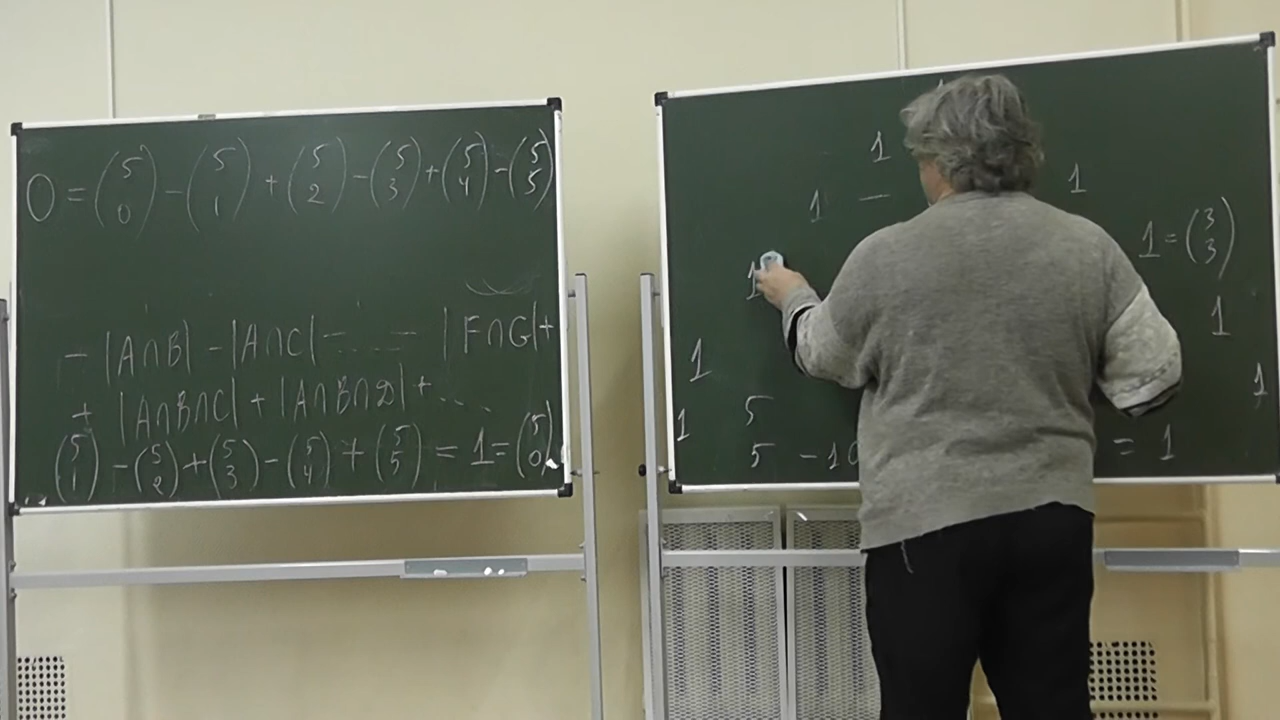 0 = (5 0) − (5 1) + (5 2) − (5 3) + (5 4) − (5 5)
− |A∩B| − |A∩C| − ... − |F∩G| +
+ |A∩B∩C| + |A∩B∩D| + ...
(5 1) − (5 2) + (5 3) − (5 4) + (5 5) = 1 = (5 0)
1
1 − 1
1 = (3 3)
1
1
1 1
1 5
5 −10 = 1